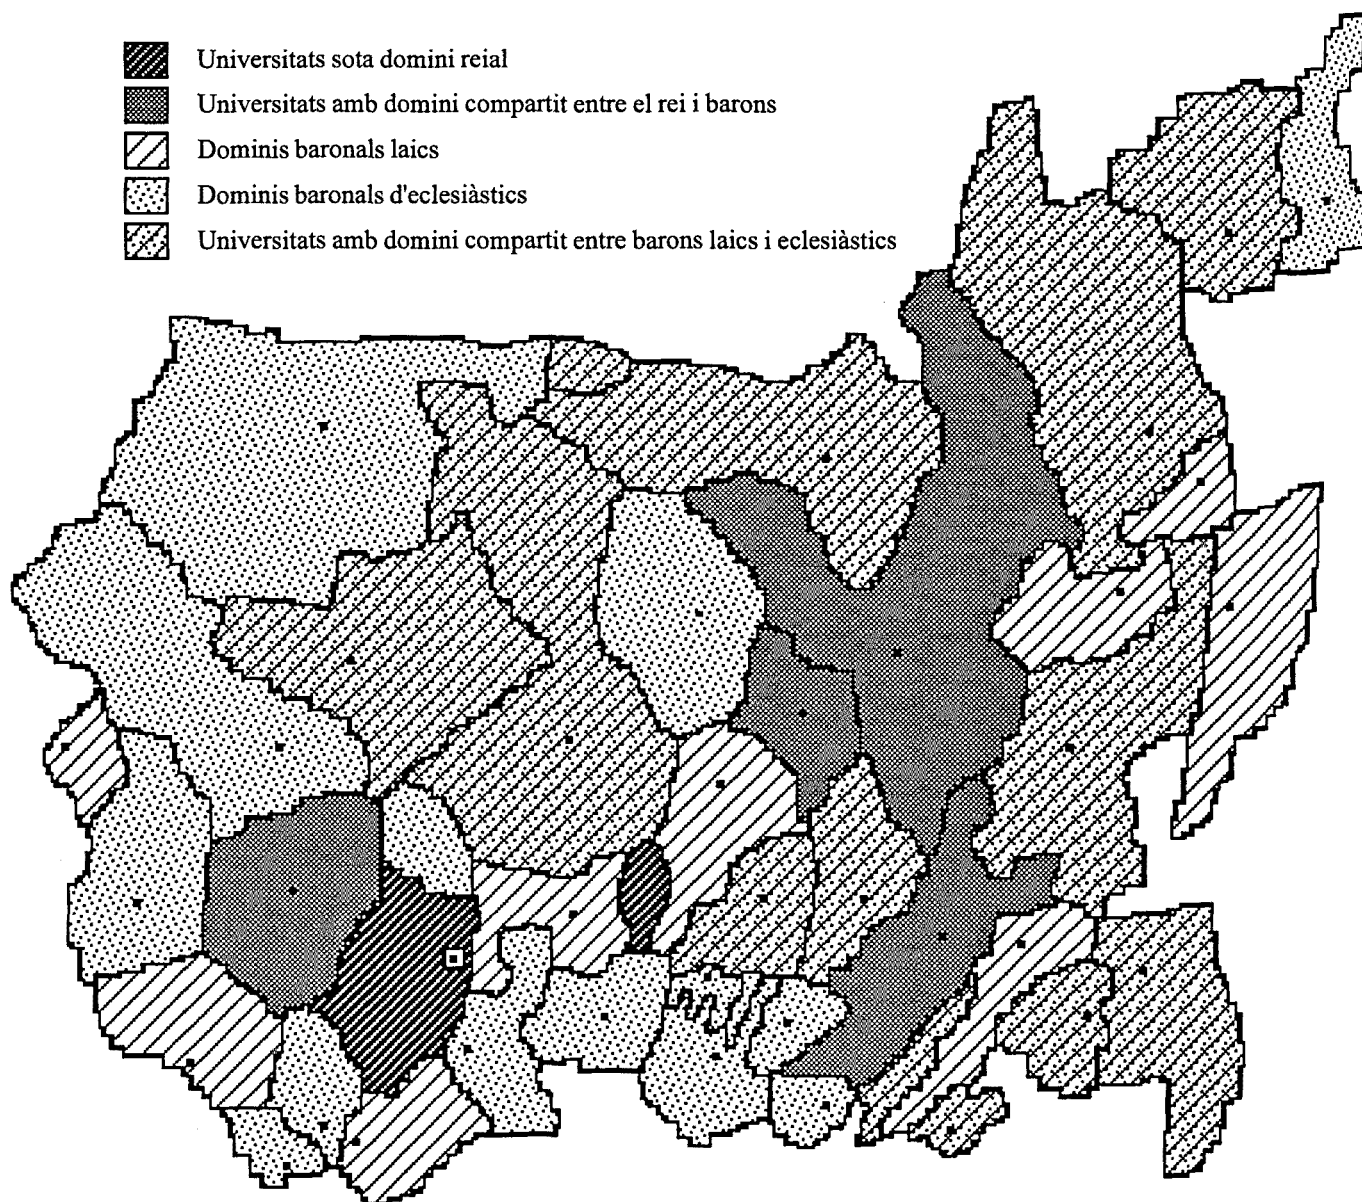 Universitats sota domini reial
Universitats amb domini compartit entre el rei i barons
Dominis baronals laics
Dominis baronals d'eclesiàstics
Universitats amb domini compartit entre barons laics i eclesiàstics